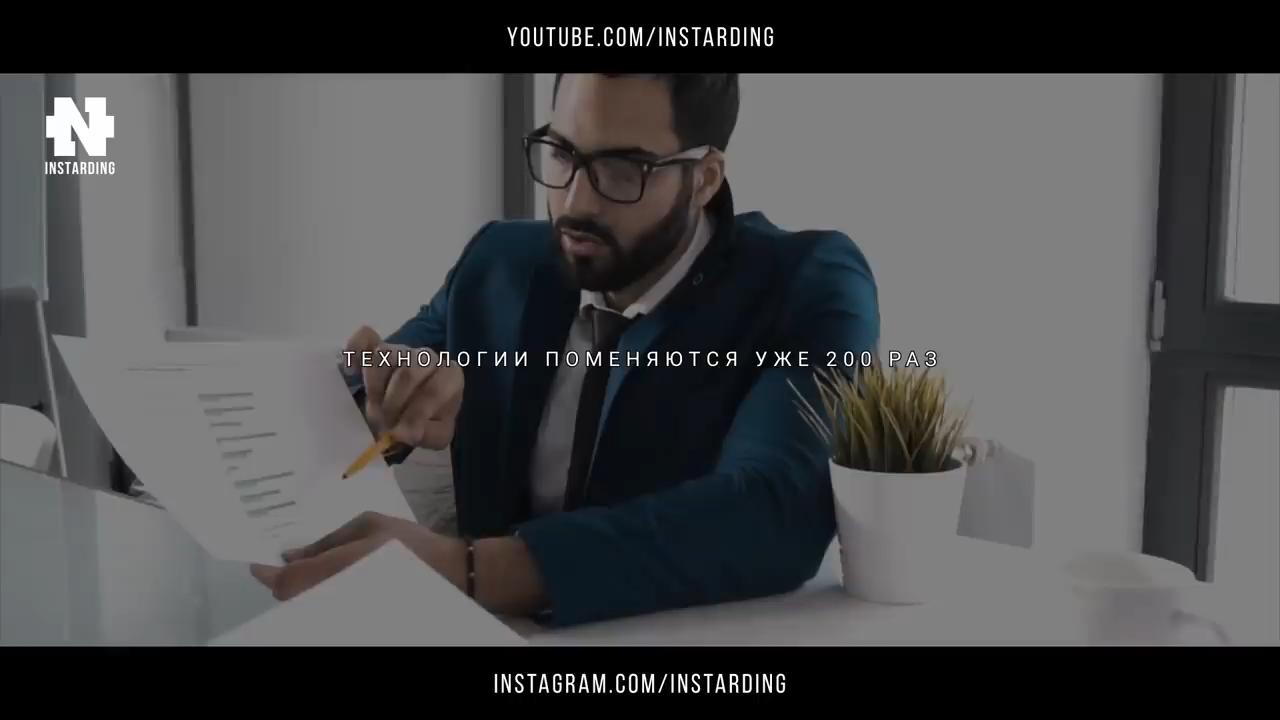 YOUTUBE.COM/INSTARDING
N
INSTARDING
ТЕХНОЛОГИИ ПОМЕНЯЮТСЯ УЖЕ 200 РАЗ
INSTAGRAM.COM/INSTARDING